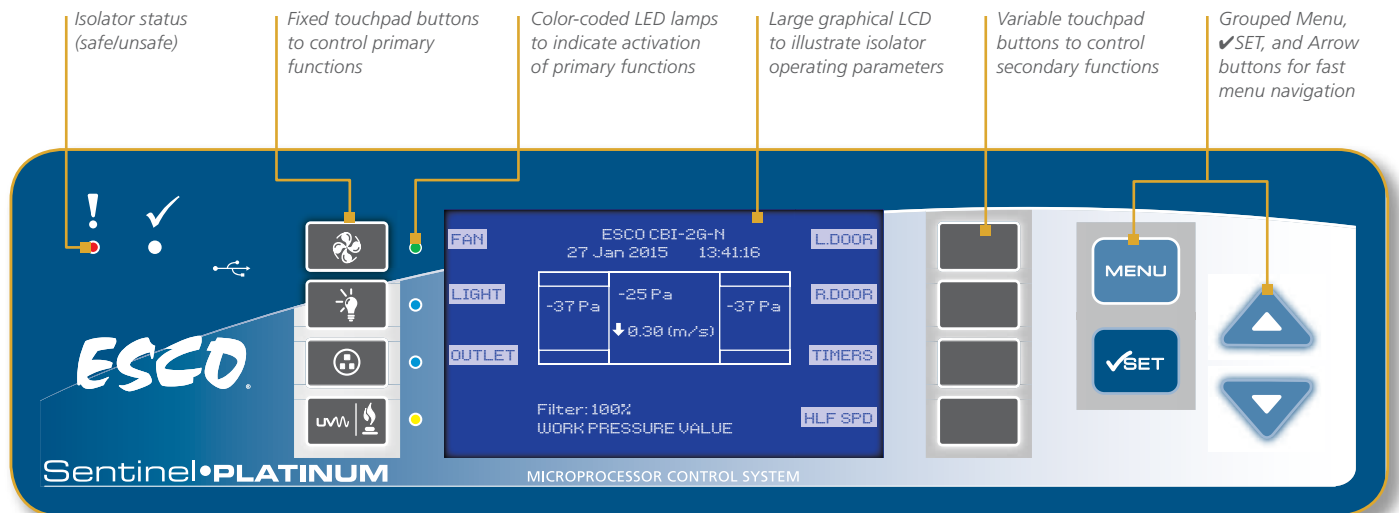 Isolator status
(safe/unsafe)
Fixed touchpad buttons
to control primary
functions
Color-coded LED lamps
to indicate activation
of primary functions
Large graphical LCD
to illustrate isolator
operating parameters
Variable touchpad
buttons to control
secondary functions
Grouped Menu,
✔SET, and Arrow
buttons for fast
menu navigation
! ✓
ESCO.
UV
FAN
LIGHT
OUTLET
ESCO CBI-2G-N
27 Jan 2015 13:41:16
-37 Pa
-25 Pa
⬇ 0.30 (m/s)
-37 Pa
Filter: 100%
WORK PRESSURE VALUE
L.DOOR
R.DOOR
TIMERS
HLF SPD
MENU
✓SET
Sentinel•PLATINUM
MICROPROCESSOR CONTROL SYSTEM